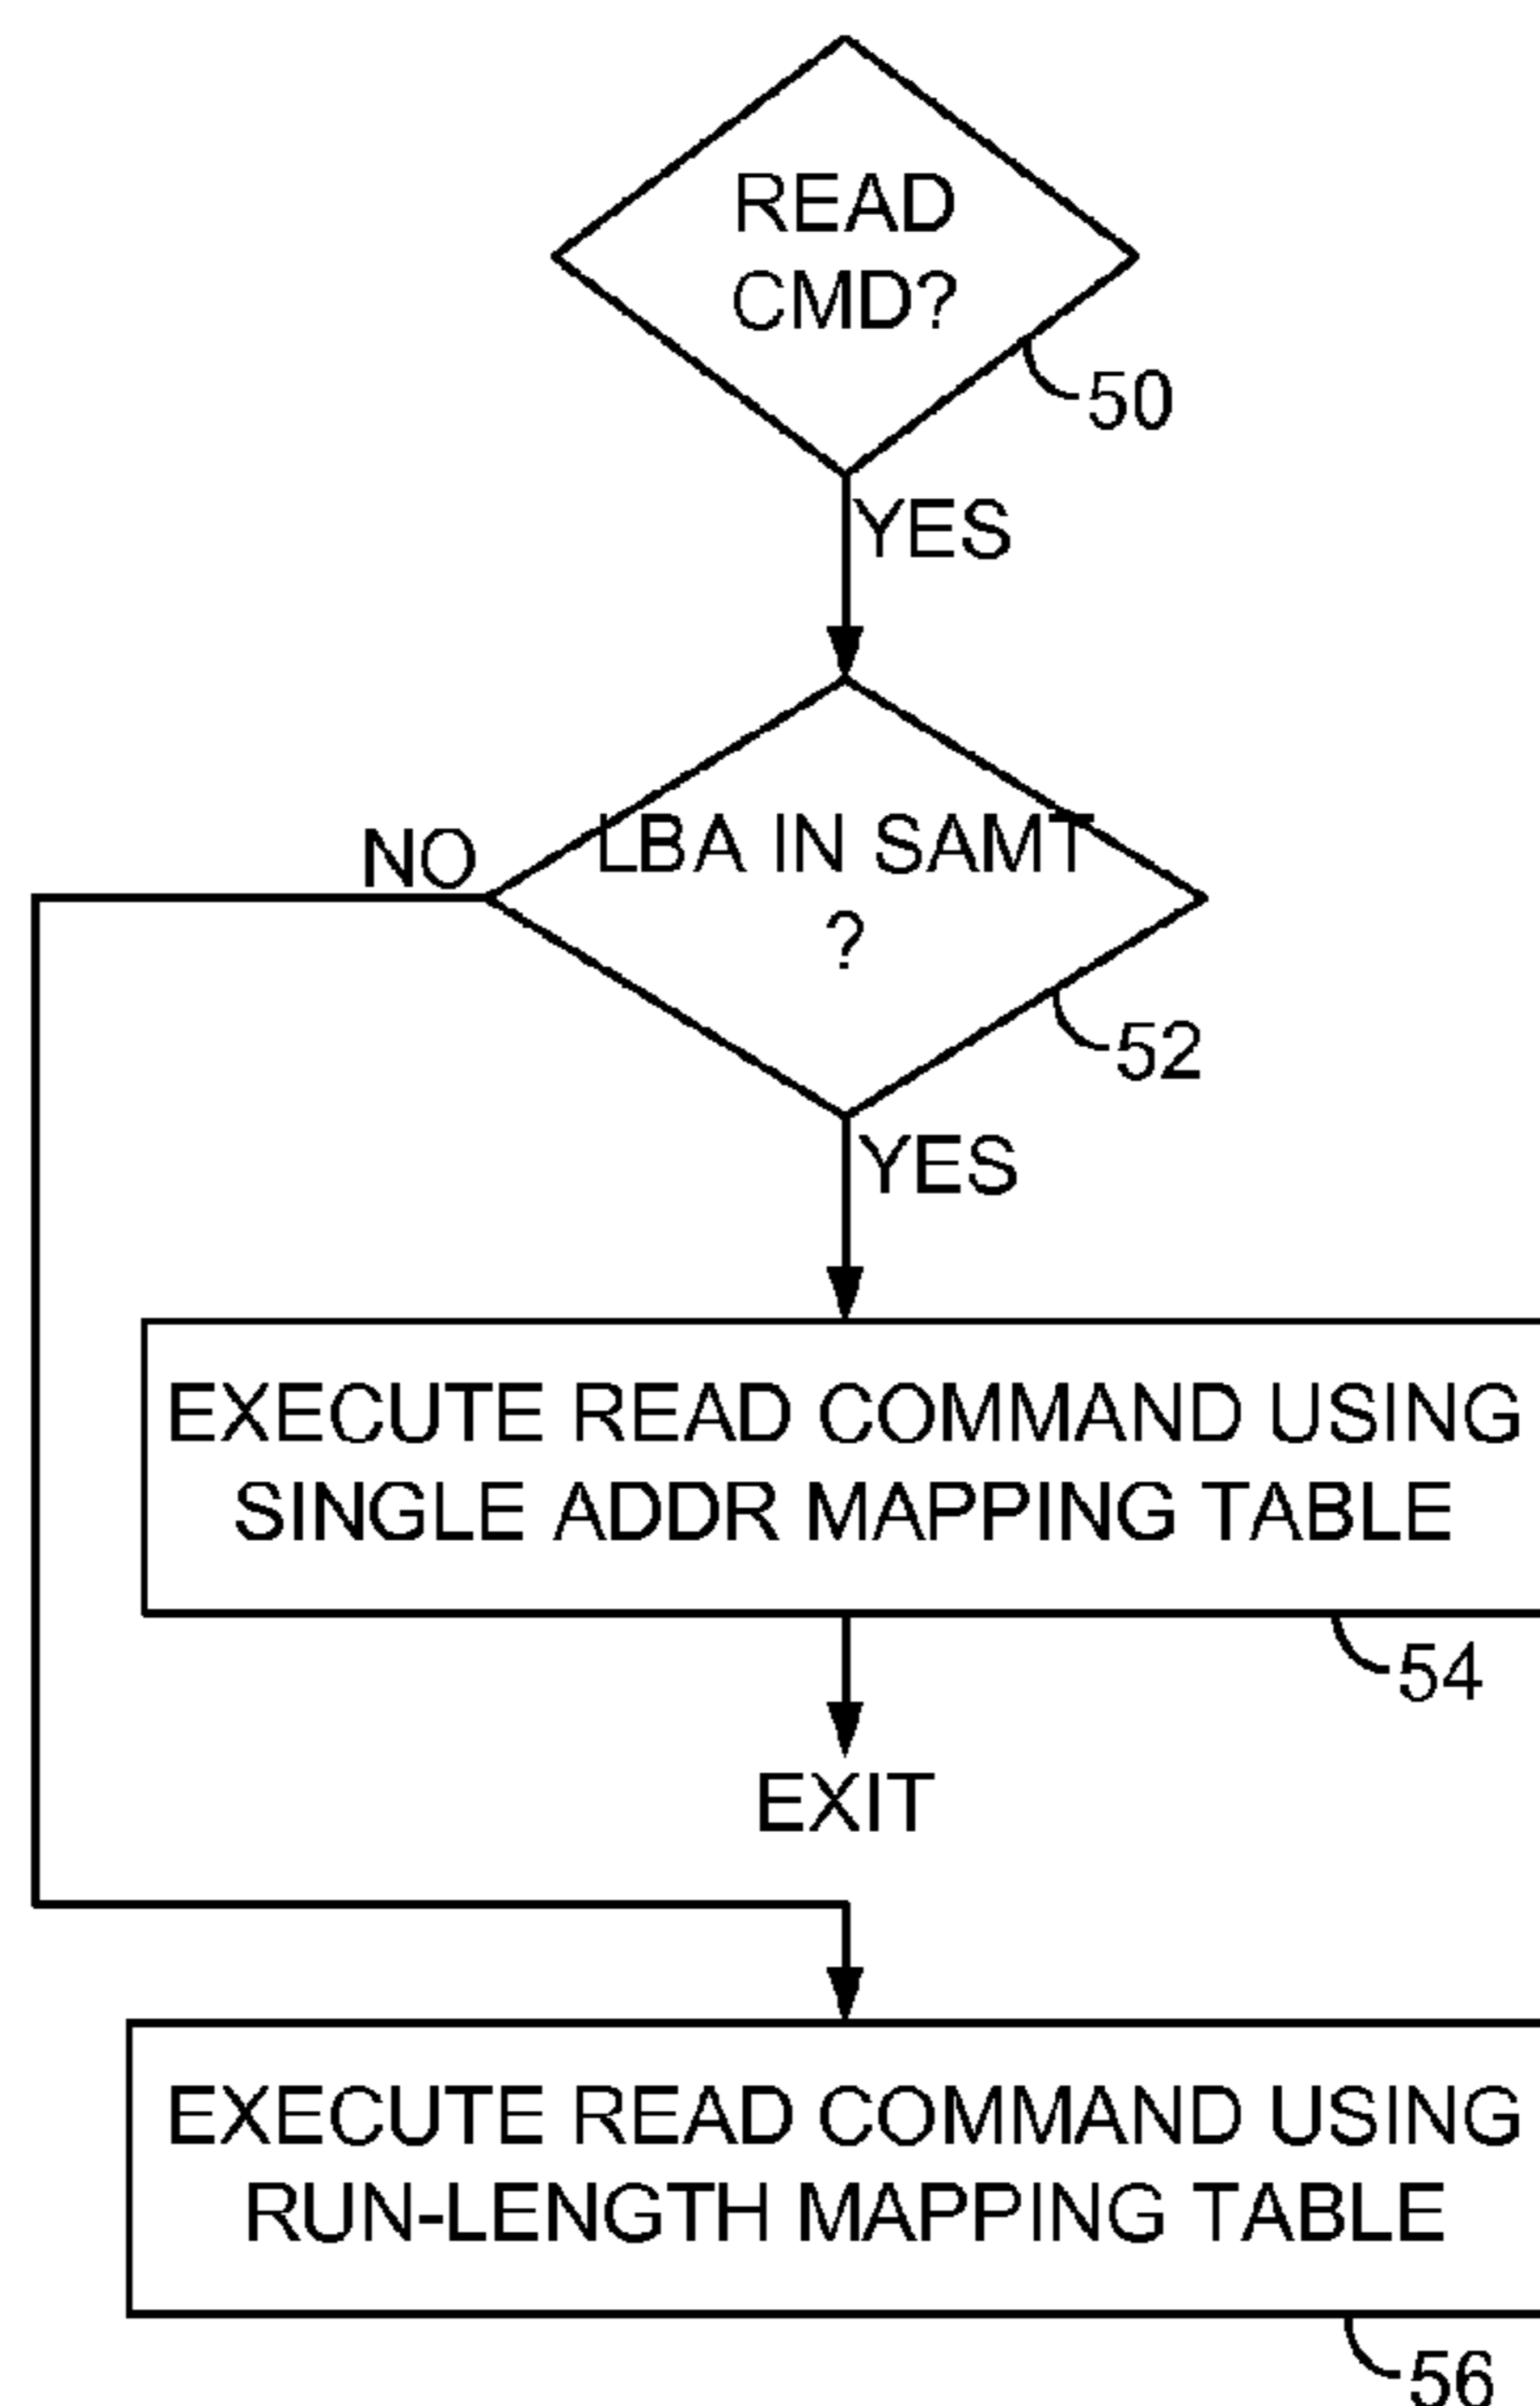 READ
CMD?
50
YES
NO
LBA IN SAMT
?
52
YES
EXECUTE READ COMMAND USING
SINGLE ADDR MAPPING TABLE
54
EXIT
EXECUTE READ COMMAND USING
RUN-LENGTH MAPPING TABLE
56